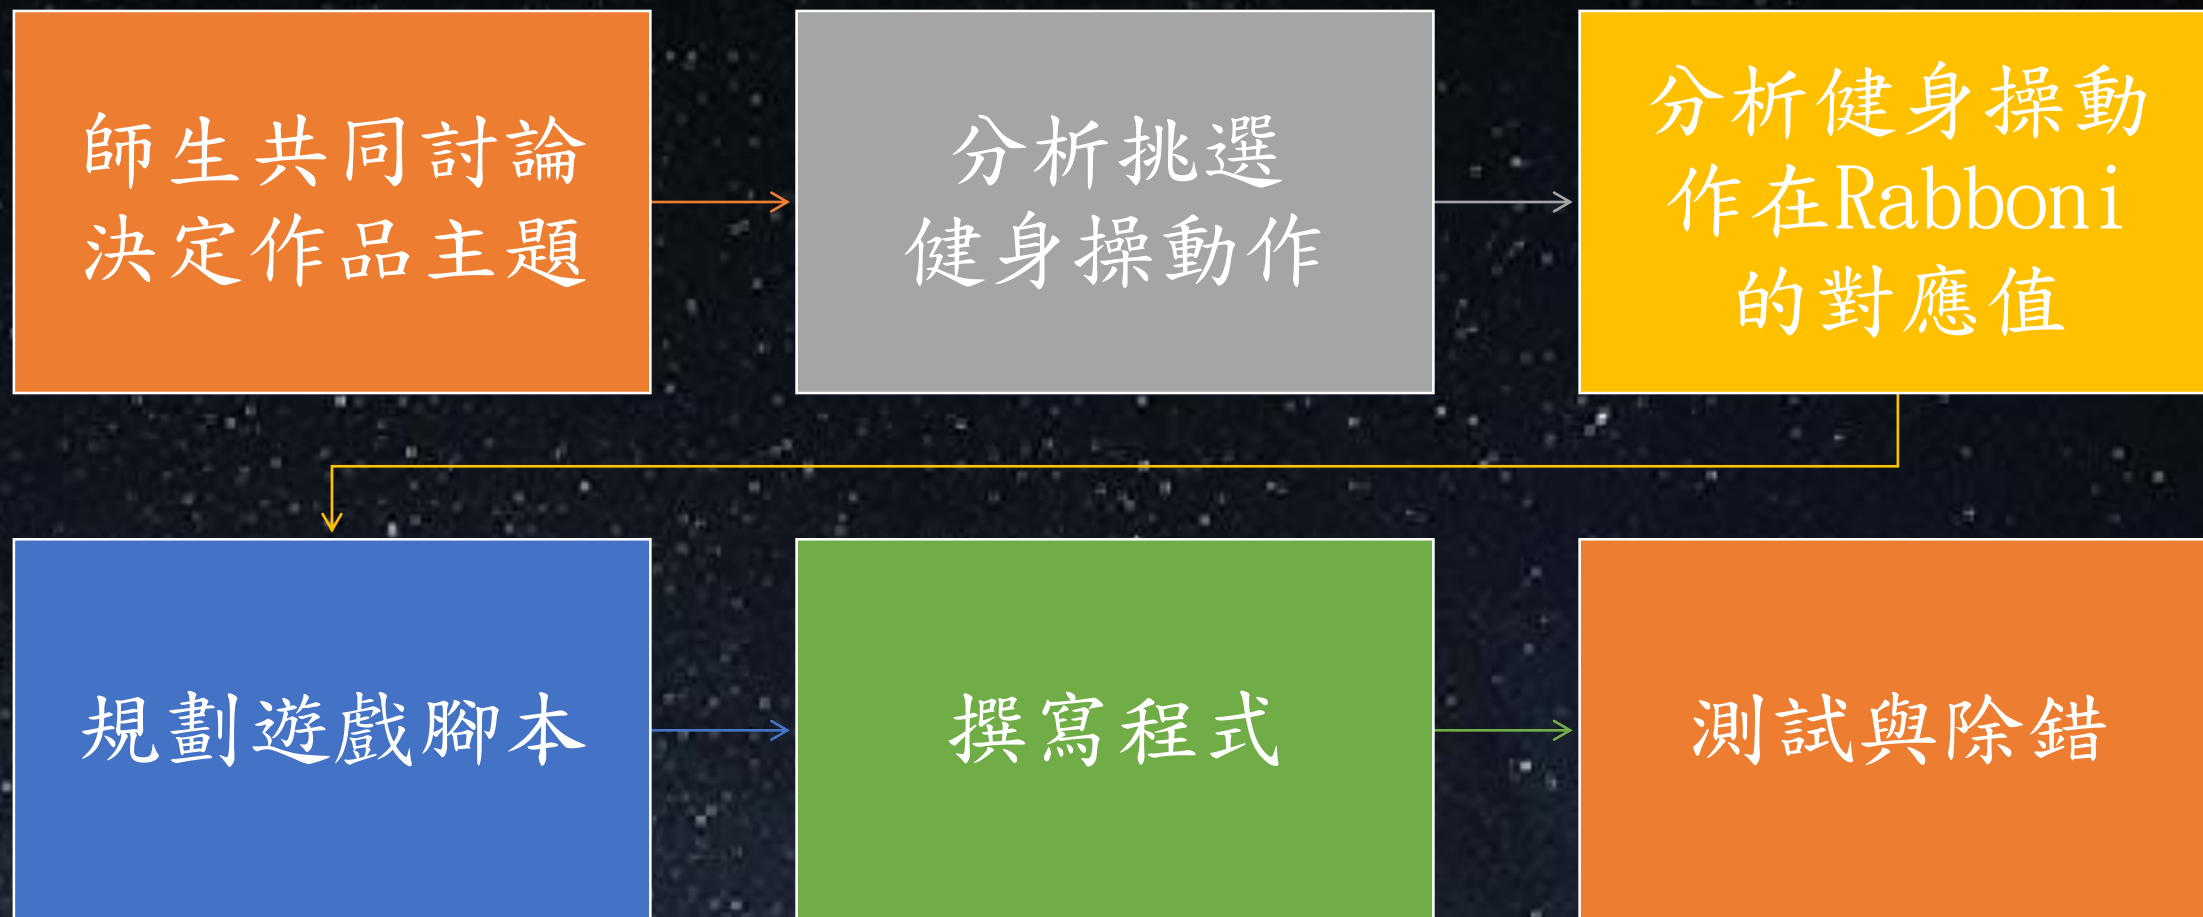 師生共同討論
決定作品主題
分析挑選
健身操動作
分析健身操動
作在Rabboni
的對應值
規劃遊戲腳本
撰寫程式
測試與除錯